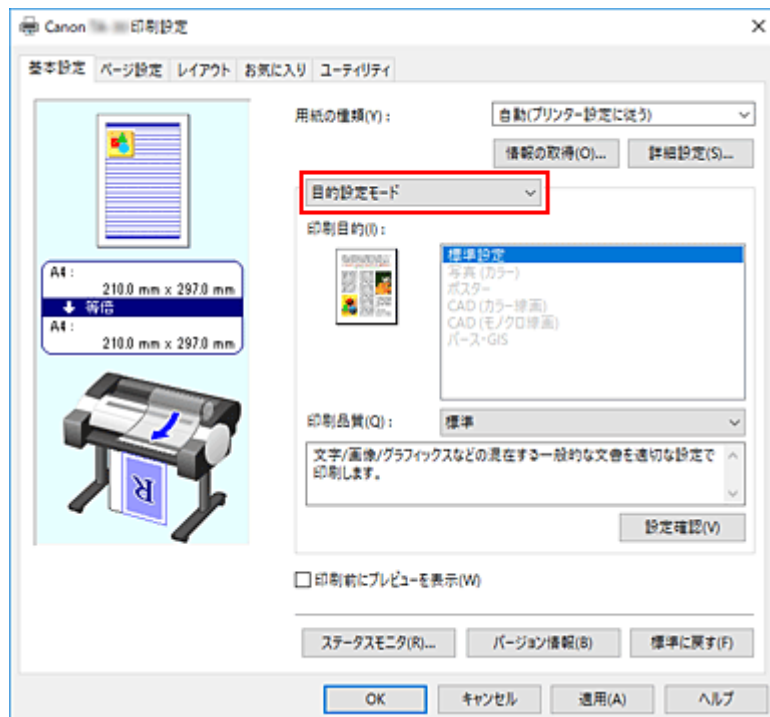 Canon 印刷設定
基本設定 ページ設定 レイアウト お気に入り ユーティリティ
用紙の種類(Y)： 自動(プリンター設定に従う)
情報の取得(O)... 詳細設定(S)...
目的設定モード
印刷目的(I)：
標準設定
写真 (カラー)
ポスター
CAD (カラー線画)
CAD (モノクロ線画)
パース・GIS
A4：
210.0 mm x 297.0 mm
等倍
A4：
210.0 mm x 297.0 mm
R
印刷品質(Q)： 標準
文字/画像/グラフィックスなどの混在する一般的な文書を適切な設定で
印刷します。
設定確認(V)
印刷前にプレビューを表示(W)
ステータスモニタ(R)... バージョン情報(B) 標準に戻す(F)
OK キャンセル 適用(A) ヘルプ